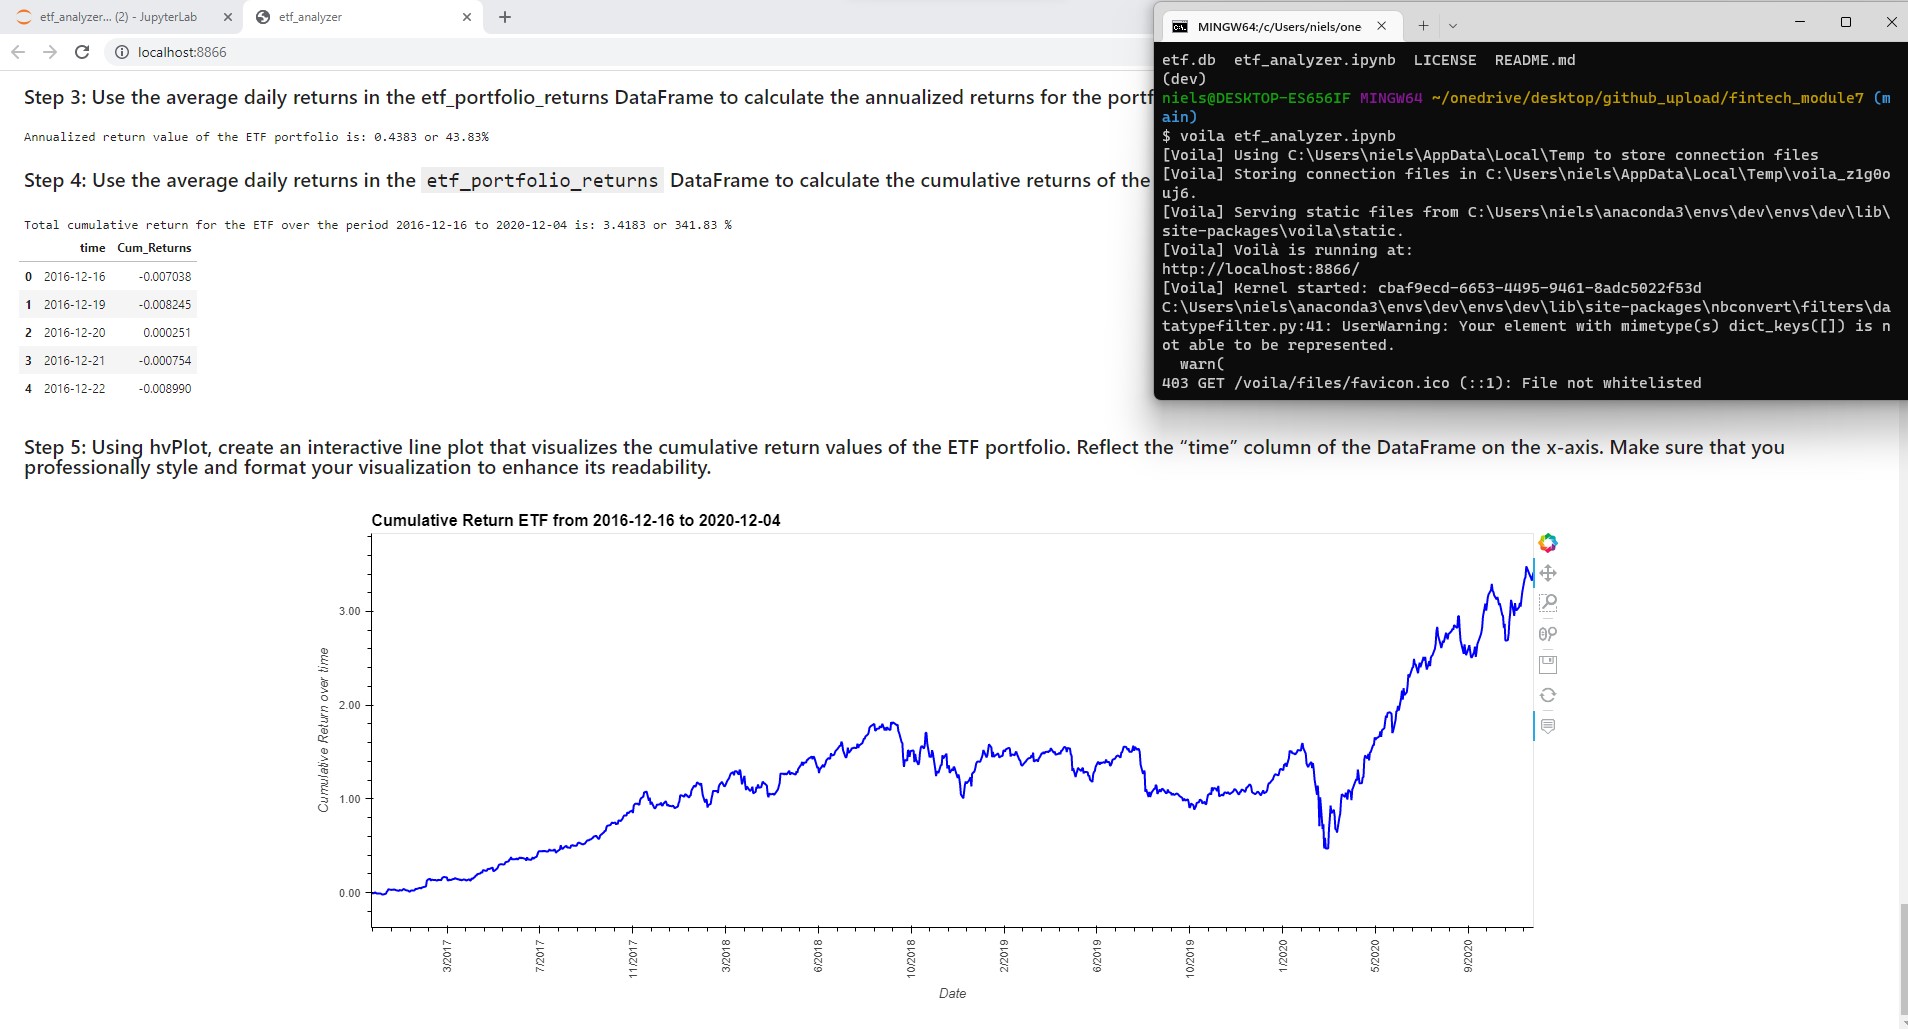 etf_analyzer... (2) - JupyterLab
etf_analyzer
localhost:8866
Step 3: Use the average daily returns in the etf_portfolio_returns DataFrame to calculate the annualized returns for the portf
Annualized return value of the ETF portfolio is: 0.4383 or 43.83%
Step 4: Use the average daily returns in the etf_portfolio_returns DataFrame to calculate the cumulative returns of the
Total cumulative return for the ETF over the period 2016-12-16 to 2020-12-04 is: 3.4183 or 341.83 %
time Cum_Returns
0 2016-12-16 -0.007038
1 2016-12-19 -0.008245
2 2016-12-20 0.000251
3 2016-12-21 -0.000754
4 2016-12-22 -0.008990
MINGW64:/c/Users/niels/one
etf.db etf_analyzer.ipynb LICENSE README.md
(dev)
niels@DESKTOP-ES656IF MINGW64 ~/onedrive/desktop/github_upload/fintech_module7 (m
ain)
$ voila etf_analyzer.ipynb
[Voila] Using C:\Users\niels\AppData\Local\Temp to store connection files
[Voila] Storing connection files in C:\Users\niels\AppData\Local\Temp\voila_z1g0o
uj6.
[Voila] Serving static files from C:\Users\niels\anaconda3\envs\dev\envs\dev\lib\
site-packages\voila\static.
[Voila] Voilà is running at:
http://localhost:8866/
[Voila] Kernel started: cbaf9ecd-6653-4495-9461-8adc5022f53d
C:\Users\niels\anaconda3\envs\dev\envs\dev\lib\site-packages\nbconvert\filters\da
tatypefilter.py:41: UserWarning: Your element with mimetype(s) dict_keys([]) is n
ot able to be represented.
warn(
403 GET /voila/files/favicon.ico (::1): File not whitelisted
Step 5: Using hvPlot, create an interactive line plot that visualizes the cumulative return values of the ETF portfolio. Reflect the “time” column of the DataFrame on the x-axis. Make sure that you
professionally style and format your visualization to enhance its readability.
Cumulative Return ETF from 2016-12-16 to 2020-12-04
Cumulative Return over time
3.00
2.00
1.00
0.00
3/2017 7/2017 11/2017 3/2018 6/2018 10/2018 2/2019 6/2019 10/2019 1/2020 5/2020 9/2020
Date